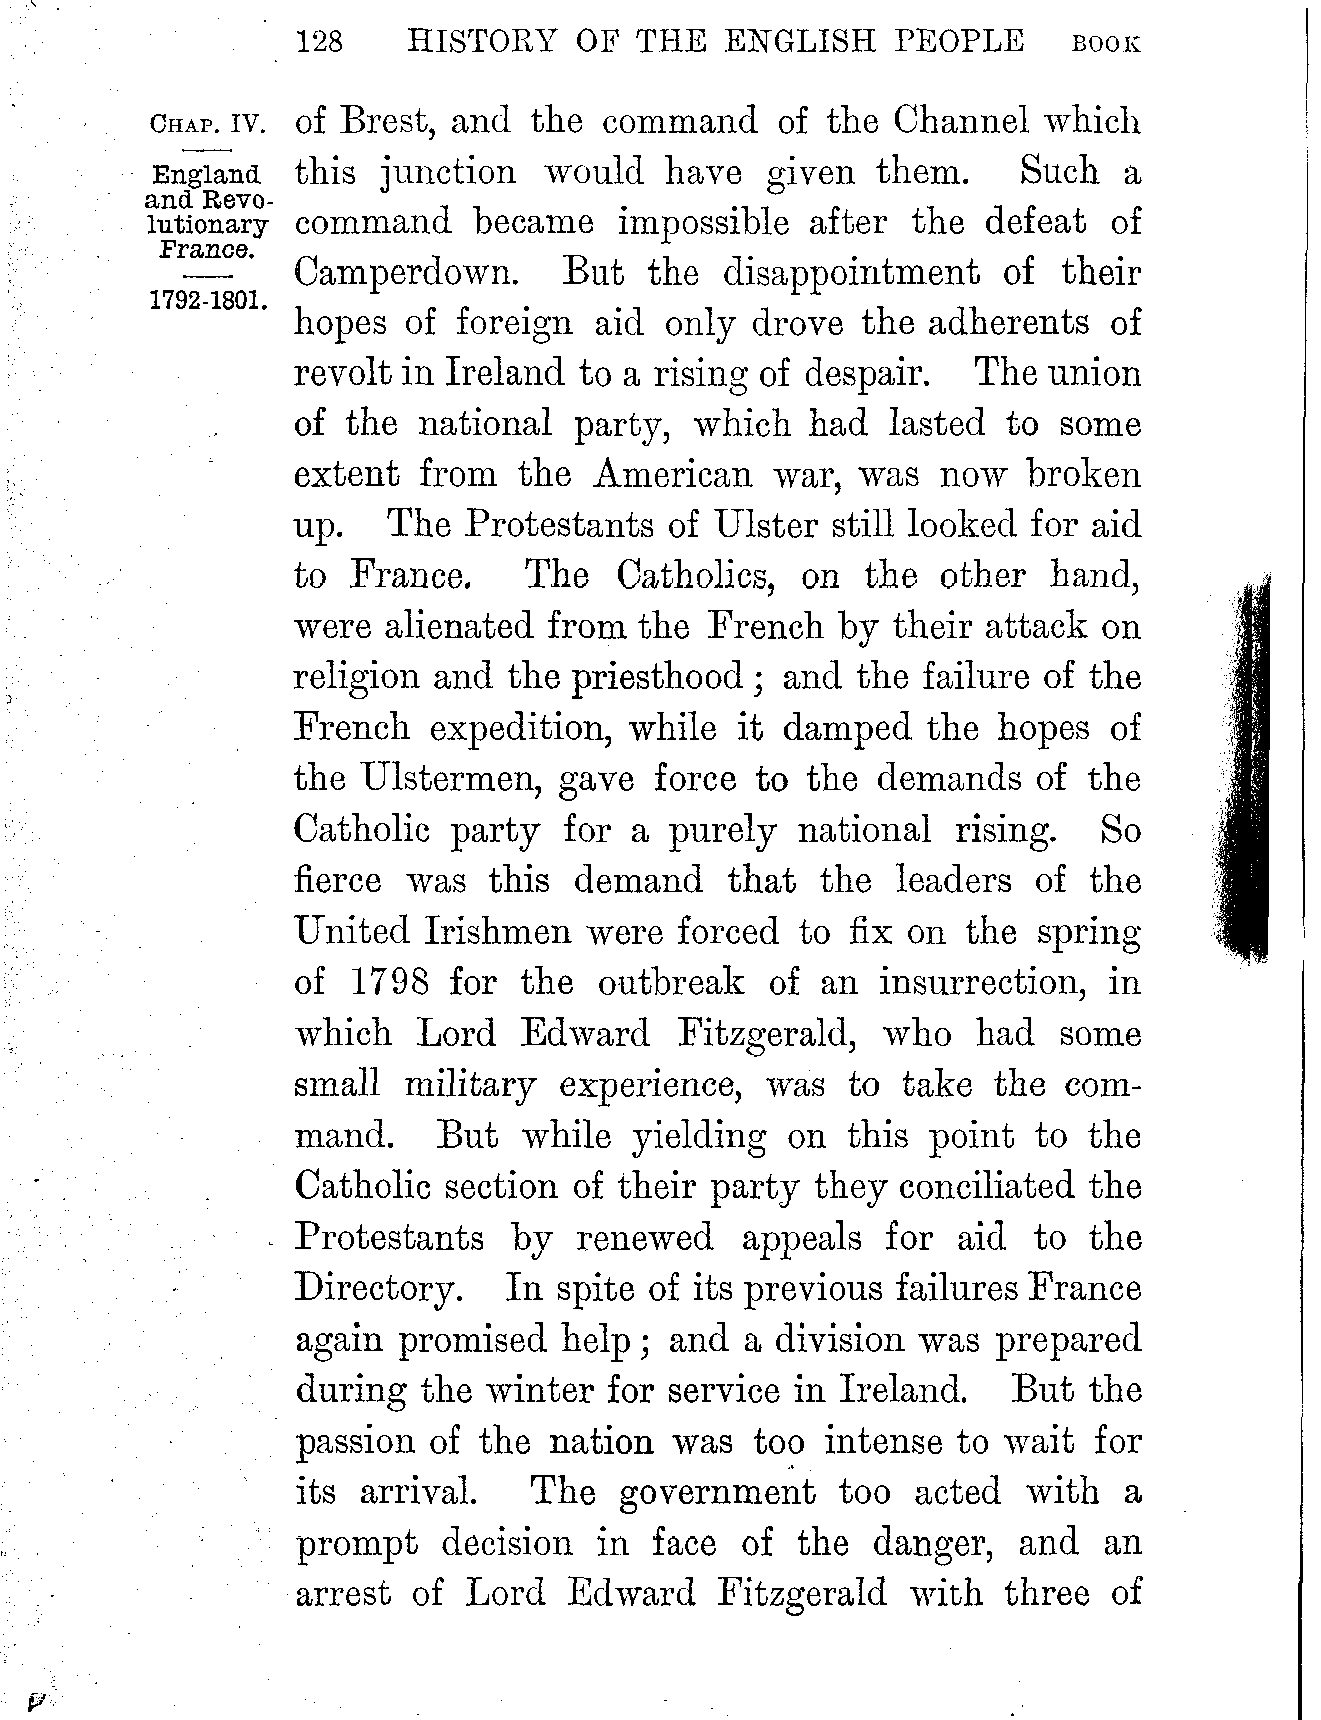 128 HISTORY OF THE ENGLISH PEOPLE BOOK
CHAP. IV.
England
and Revo-
lutionary
France.
1792-1801.
of Brest, and the command of the Channel which
this junction would have given them. Such a
command became impossible after the defeat of
Camperdown. But the disappointment of their
hopes of foreign aid only drove the adherents of
revolt in Ireland to a rising of despair. The union
of the national party, which had lasted to some
extent from the American war, was now broken
up. The Protestants of Ulster still looked for aid
to France. The Catholics, on the other hand,
were alienated from the French by their attack on
religion and the priesthood; and the failure of the
French expedition, while it damped the hopes of
the Ulstermen, gave force to the demands of the
Catholic party for a purely national rising. So
fierce was this demand that the leaders of the
United Irishmen were forced to fix on the spring
of 1798 for the outbreak of an insurrection, in
which Lord Edward Fitzgerald, who had some
small military experience, was to take the com-
mand. But while yielding on this point to the
Catholic section of their party they conciliated the
Protestants by renewed appeals for aid to the
Directory. In spite of its previous failures France
again promised help; and a division was prepared
during the winter for service in Ireland. But the
passion of the nation was too intense to wait for
its arrival. The government too acted with a
prompt decision in face of the danger, and an
arrest of Lord Edward Fitzgerald with three of